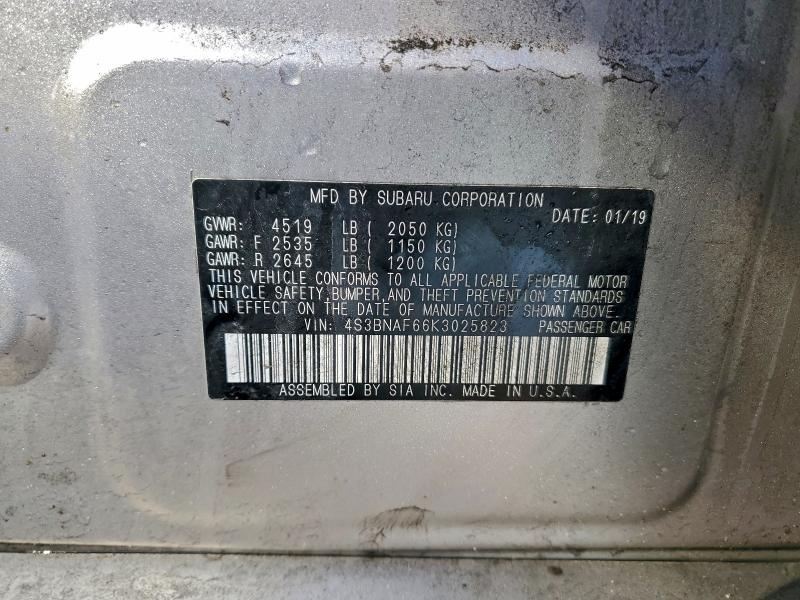 MFD BY SUBARU CORPORATION
DATE: 01/19
GVWR: 4519 LB ( 2050 KG)
GAWR: F 2535 LB ( 1150 KG)
GAWR: R 2645 LB ( 1200 KG)
THIS VEHICLE CONFORMS TO ALL APPLICABLE FEDERAL MOTOR
VEHICLE SAFETY, BUMPER, AND THEFT PREVENTION STANDARDS
IN EFFECT ON THE DATE OF MANUFACTURE SHOWN ABOVE.
VIN: 4S3BNAF66K3025823 PASSENGER CAR
ASSEMBLED BY SIA INC. MADE IN U.S.A.